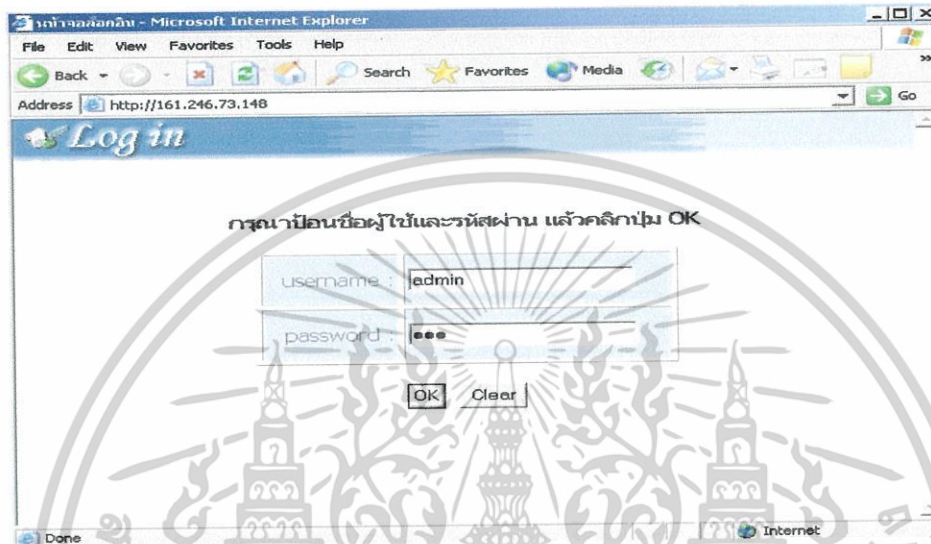 หน้าจอล็อกอิน - Microsoft Internet Explorer
File Edit View Favorites Tools Help
Back Search Favorites Media »
Address http://161.246.73.148 Go
Log in
กรุณาป้อนชื่อผู้ใช้และรหัสผ่าน แล้วคลิกปุ่ม OK
username : admin
password : •••
OK Clear
Done Internet